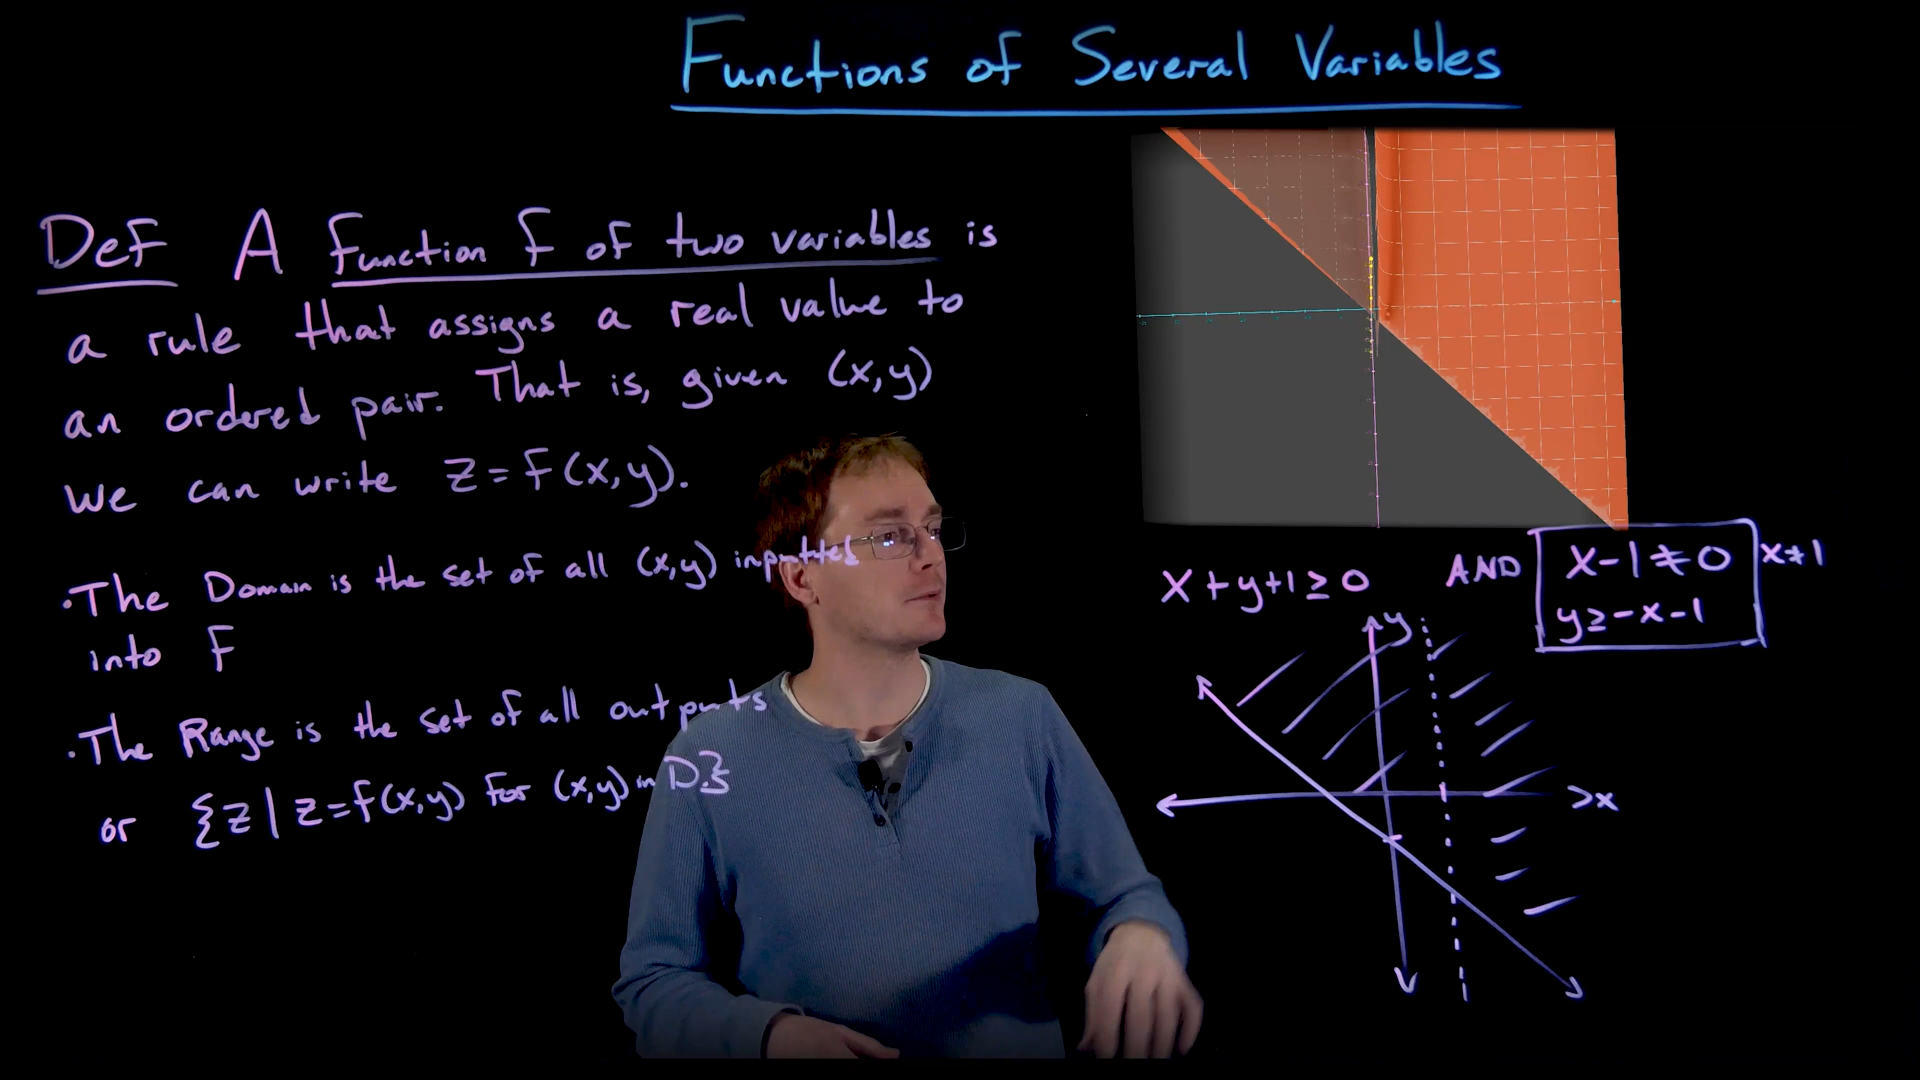 Functions of Several Variables
Def A function f of two variables is
a rule that assigns a real value to
an ordered pair. That is, given (x,y)
we can write z=f(x,y).
·The Domain is the set of all (x,y) inputted
into f
·The Range is the set of all outputs
or {z|z=f(x,y) for (x,y) in D.}
x+y+1≥0 AND x-1≠0 x≠1
y≥-x-1
y
>x